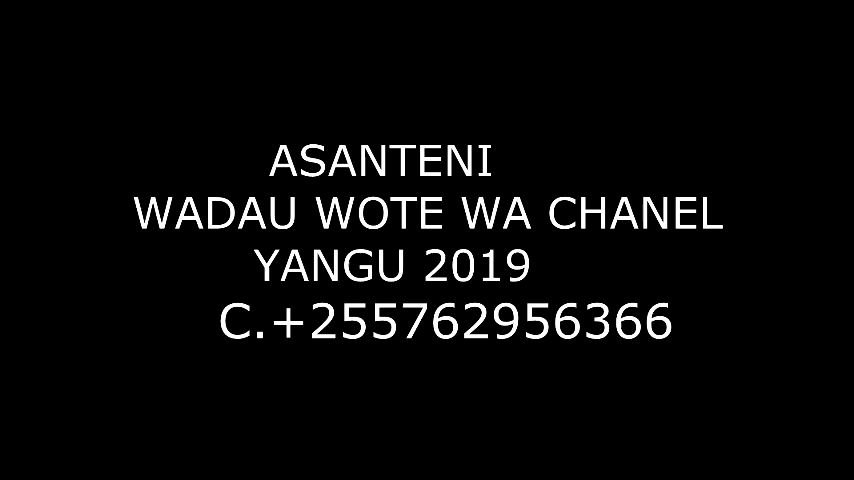 ASANTENI
WADAU WOTE WA CHANEL
YANGU 2019
C.+255762956366